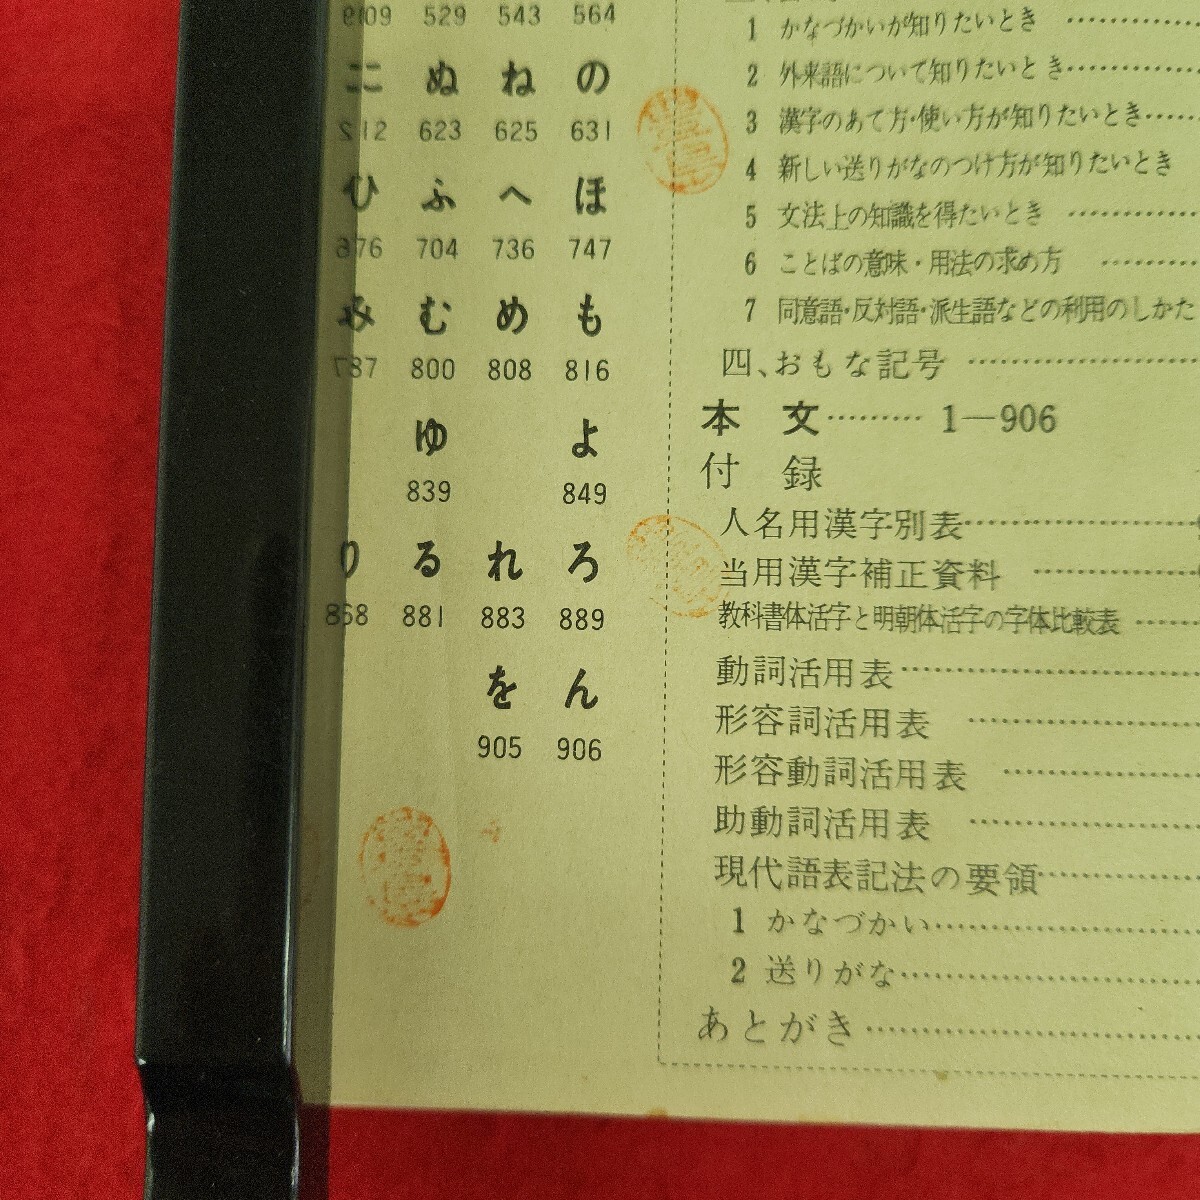 529 543 564
に ぬ ね の
623 625 631
ひ ふ へ ほ
676 704 736 747
み む め も
787 800 808 816
ゆ よ
839 849
り る れ ろ
868 881 883 889
を ん
905 906
1 かなづかいが知りたいとき
2 外来語について知りたいとき
3 漢字のあて方・使い方が知りたいとき
4 新しい送りがなのつけ方が知りたいとき
5 文法上の知識を得たいとき
6 ことばの意味・用法の求め方
7 同意語・反対語・派生語などの利用のしかた
四、おもな記号
本文……… 1―906
付録
人名用漢字別表
当用漢字補正資料
教科書体活字と明朝体活字の字体比較表
動詞活用表
形容詞活用表
形容動詞活用表
助動詞活用表
現代語表記法の要領
1 かなづかい
2 送りがな
あとがき